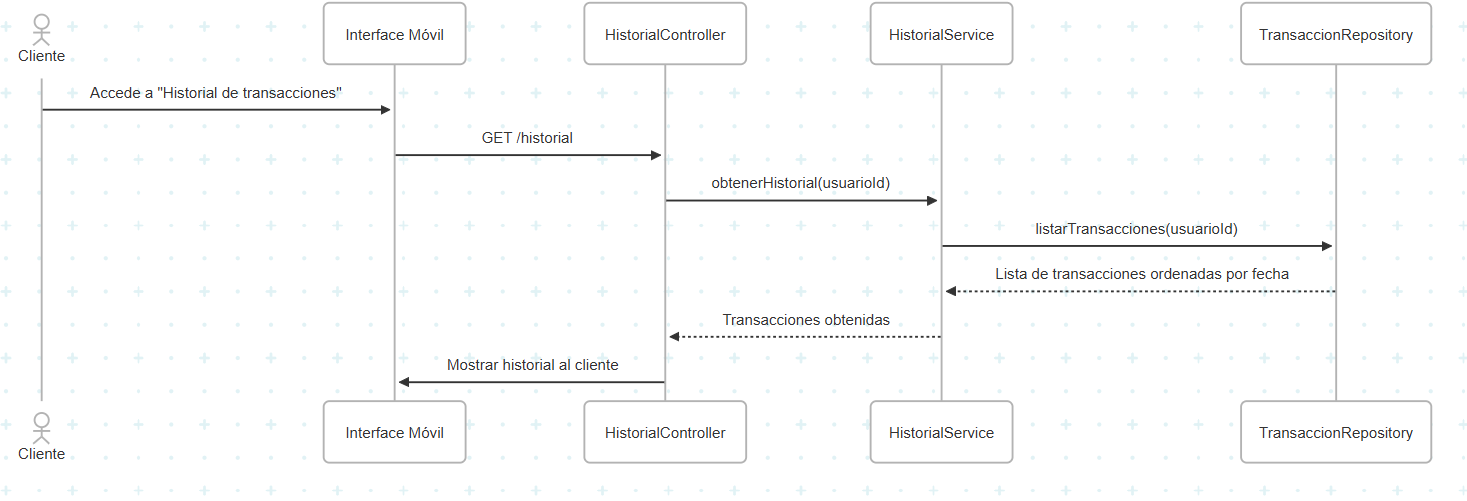 Cliente
Interface Móvil
HistorialController
HistorialService
TransaccionRepository
Accede a "Historial de transacciones"
GET /historial
obtenerHistorial(usuarioId)
listarTransacciones(usuarioId)
Lista de transacciones ordenadas por fecha
Transacciones obtenidas
Mostrar historial al cliente
Cliente
Interface Móvil
HistorialController
HistorialService
TransaccionRepository